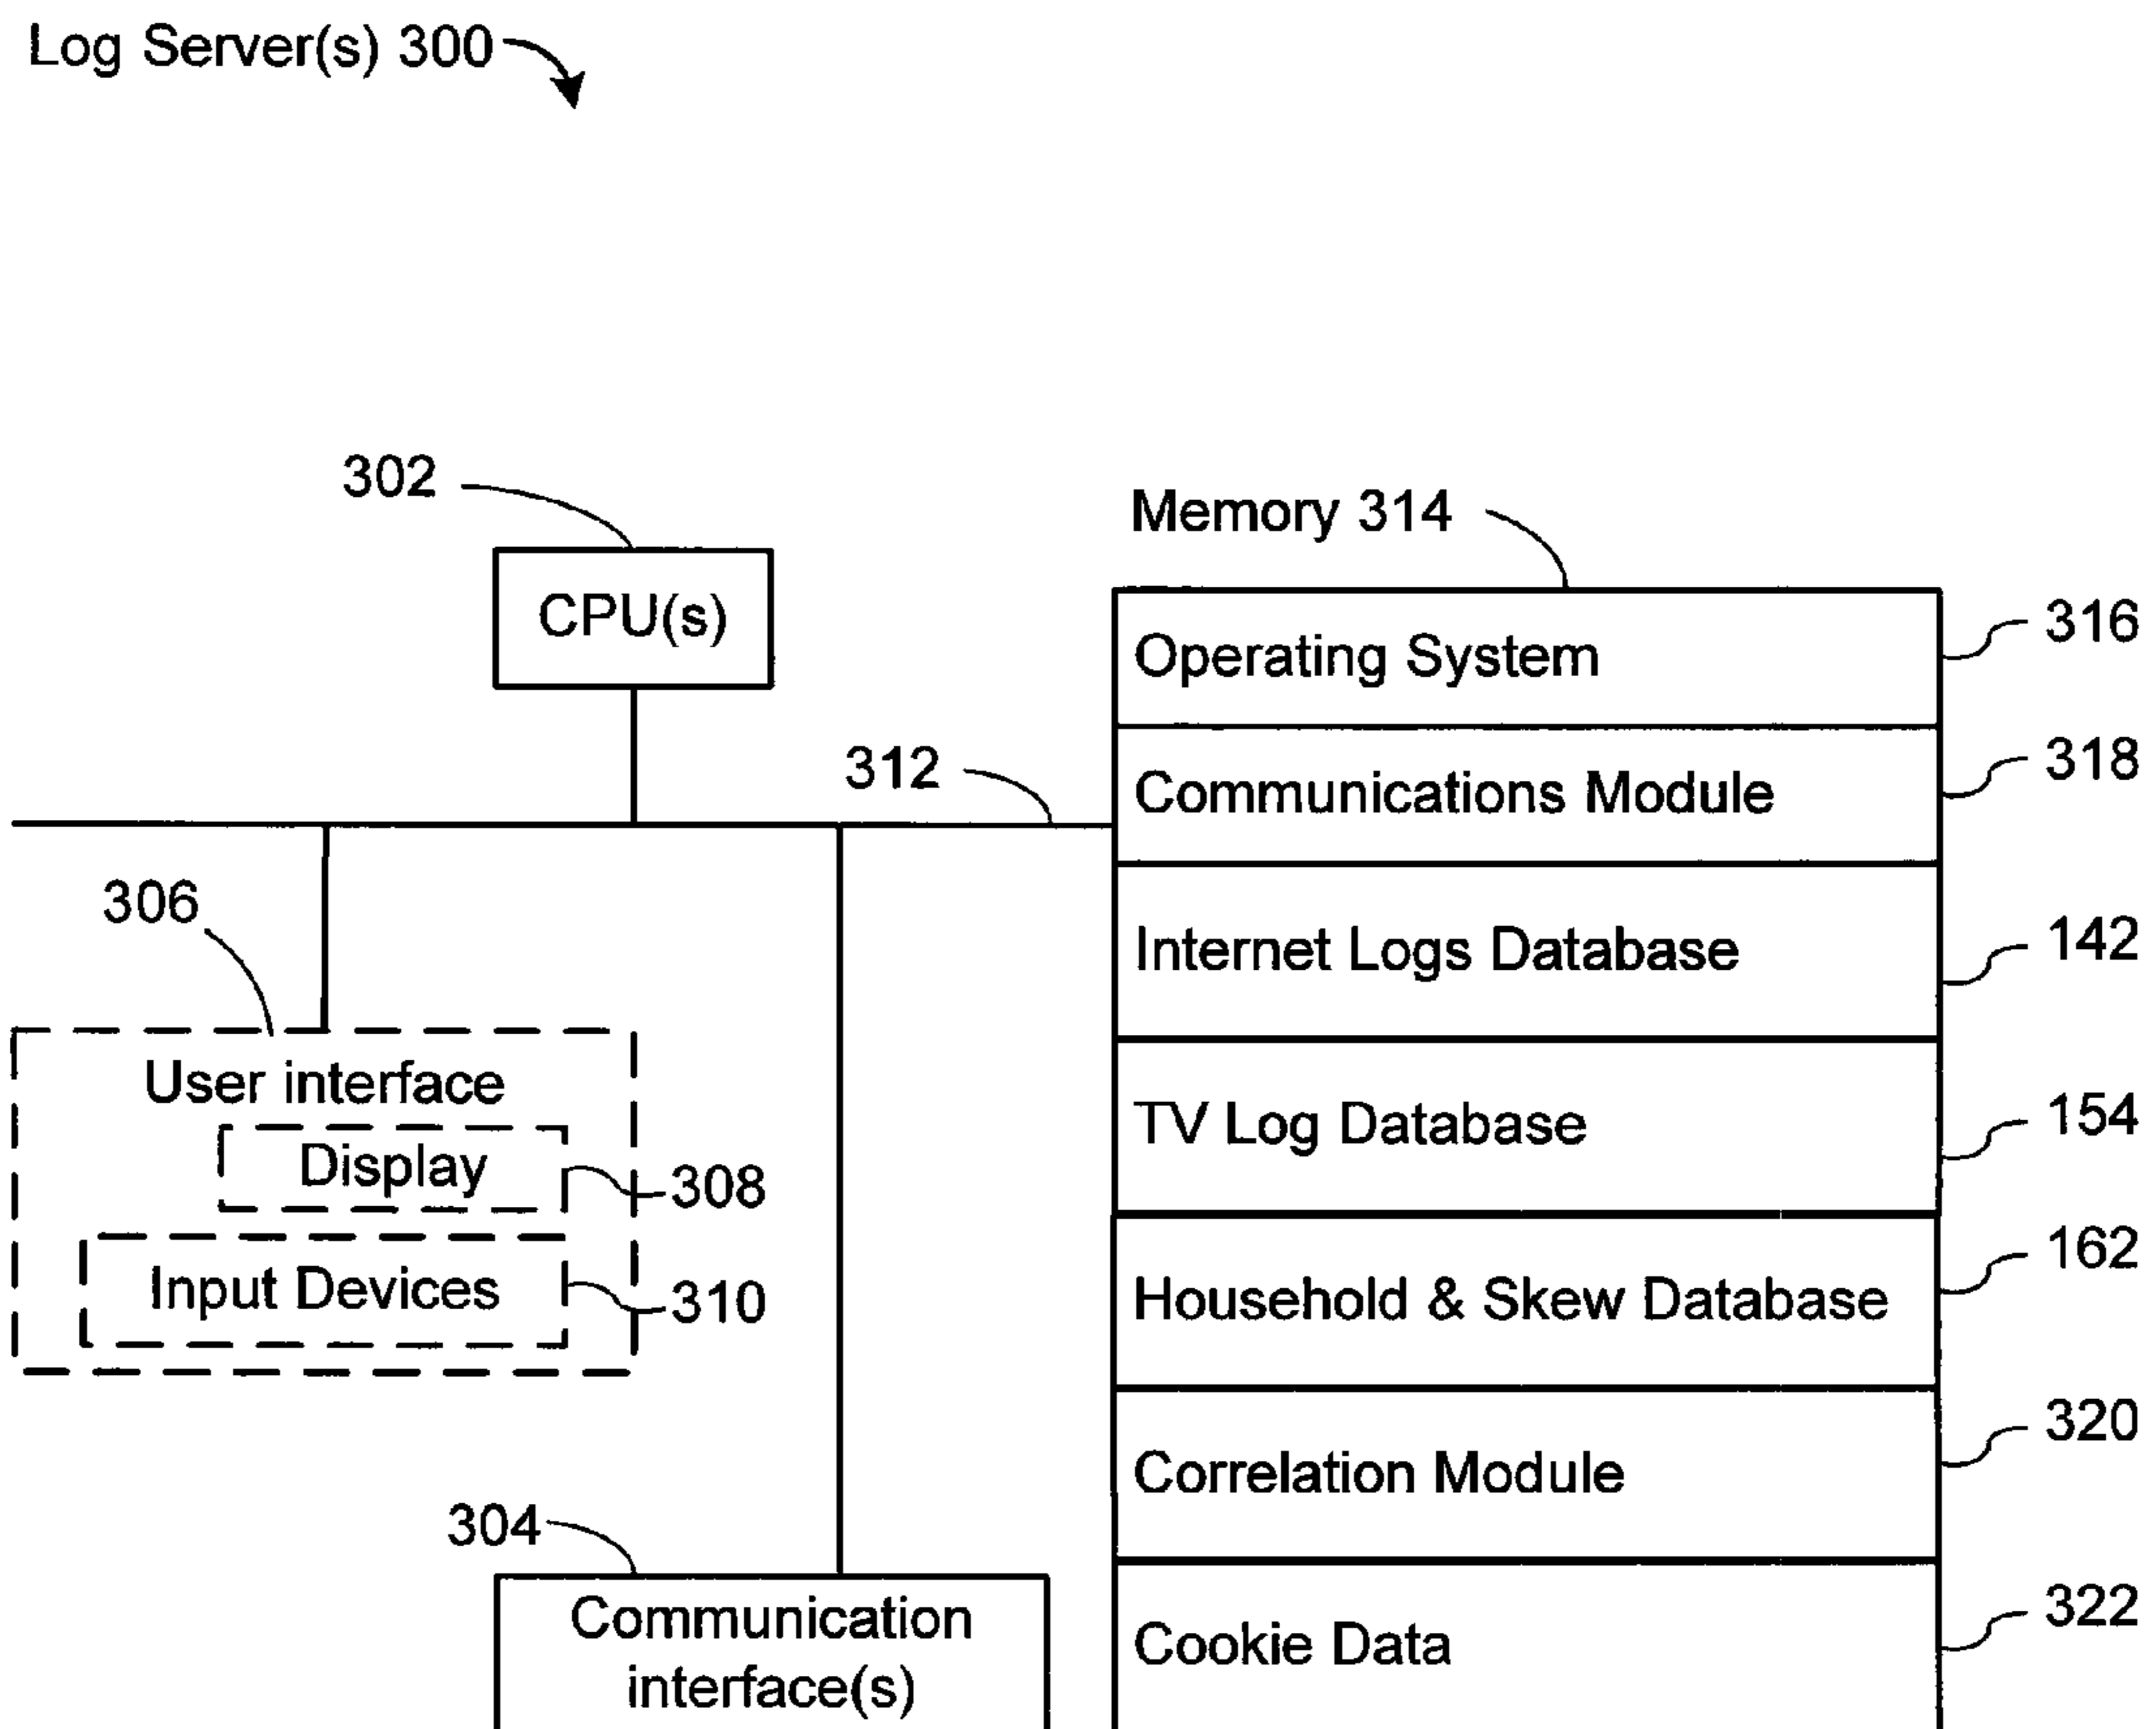 Log Server(s) 300
302
CPU(s)
312
306
User interface
Display
308
Input Devices
310
304
Communication
interface(s)
Memory 314
Operating System
316
Communications Module
318
Internet Logs Database
142
TV Log Database
154
Household & Skew Database
162
Correlation Module
320
Cookie Data
322